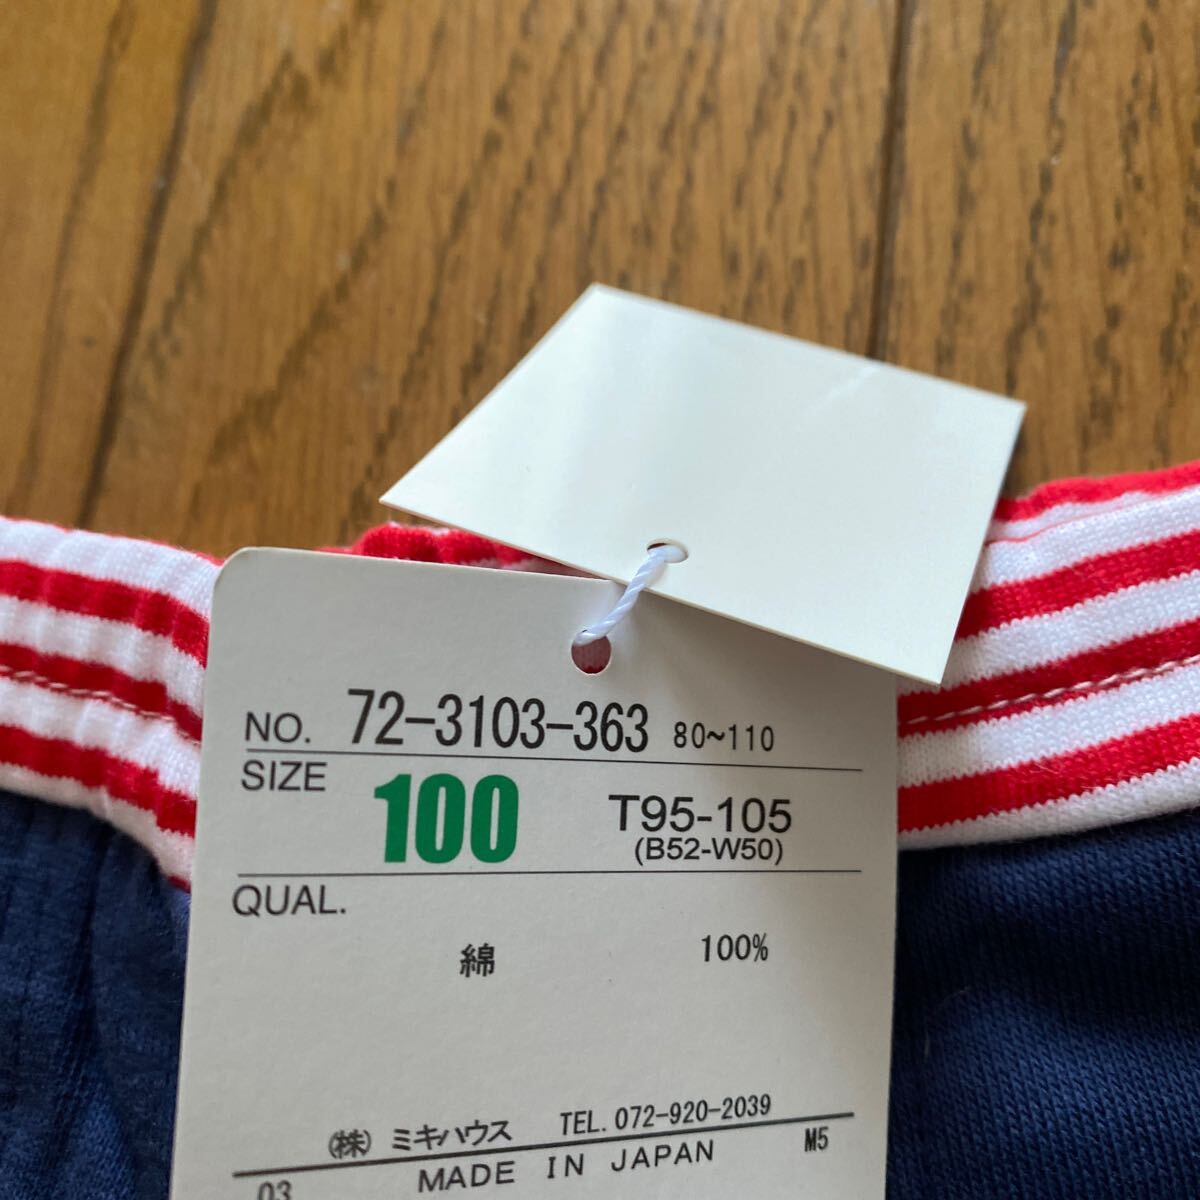 NO. 72-3103-363 80~110
SIZE 100 T95-105
(B52-W50)
QUAL.
綿 100%
(株) ミキハウス TEL. 072-920-2039
MADE IN JAPAN M5
03